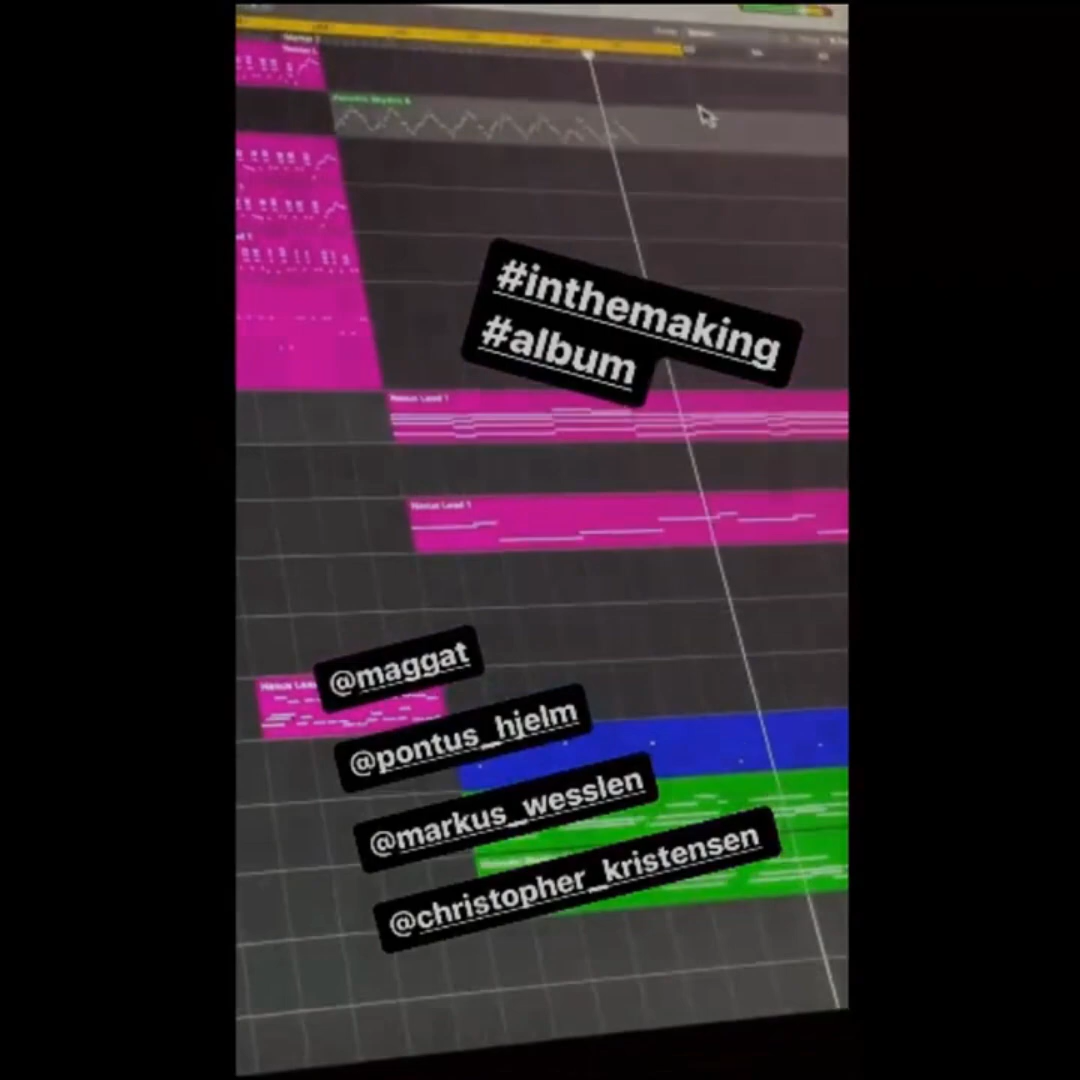 #inthemaking
#album
Nexus Lead 1
Nexus Lead 1
@maggat
@pontus_hjelm
@markus_wesslen
@christopher_kristensen